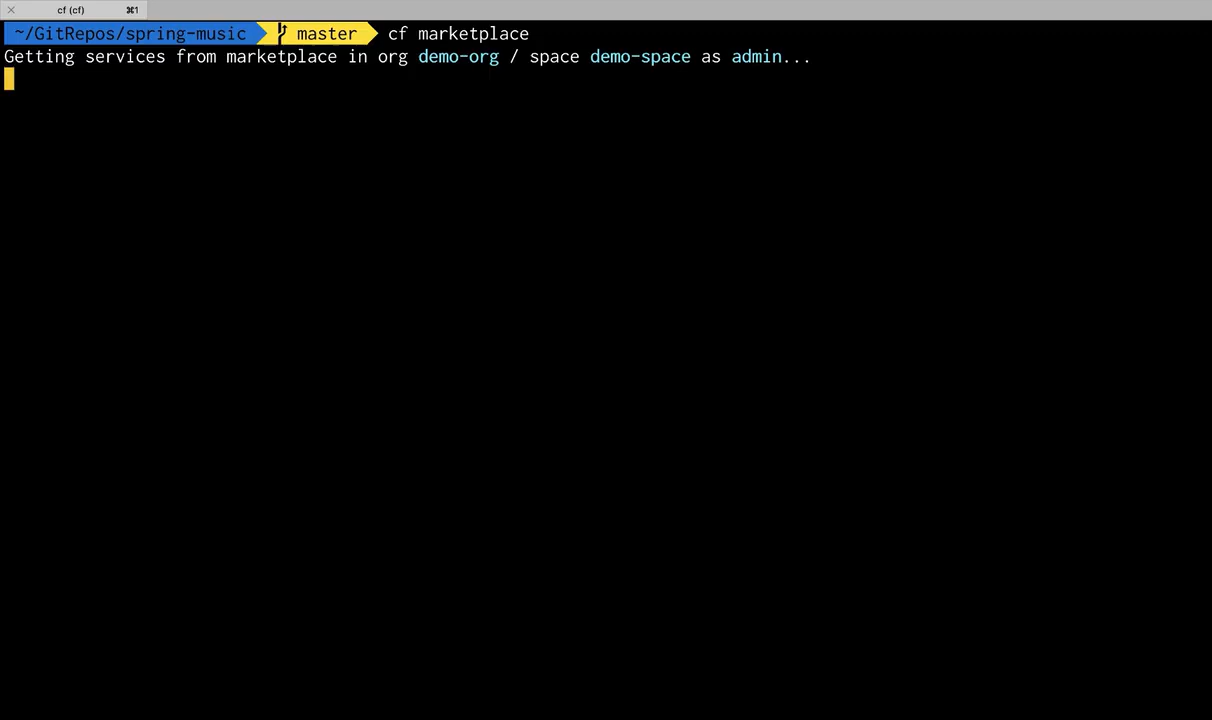 cf (cf) ⌘1
~/GitRepos/spring-music master cf marketplace
Getting services from marketplace in org demo-org / space demo-space as admin...